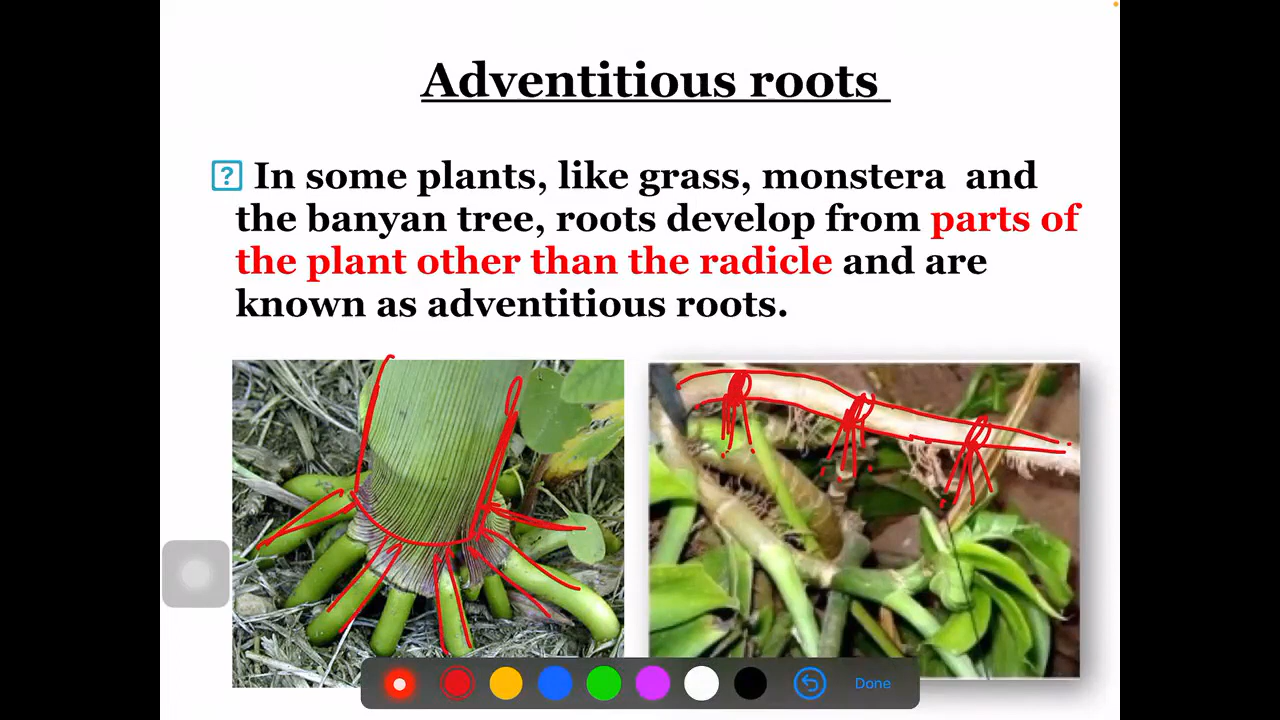 Adventitious roots
? In some plants, like grass, monstera and
the banyan tree, roots develop from parts of
the plant other than the radicle and are
known as adventitious roots.
Done